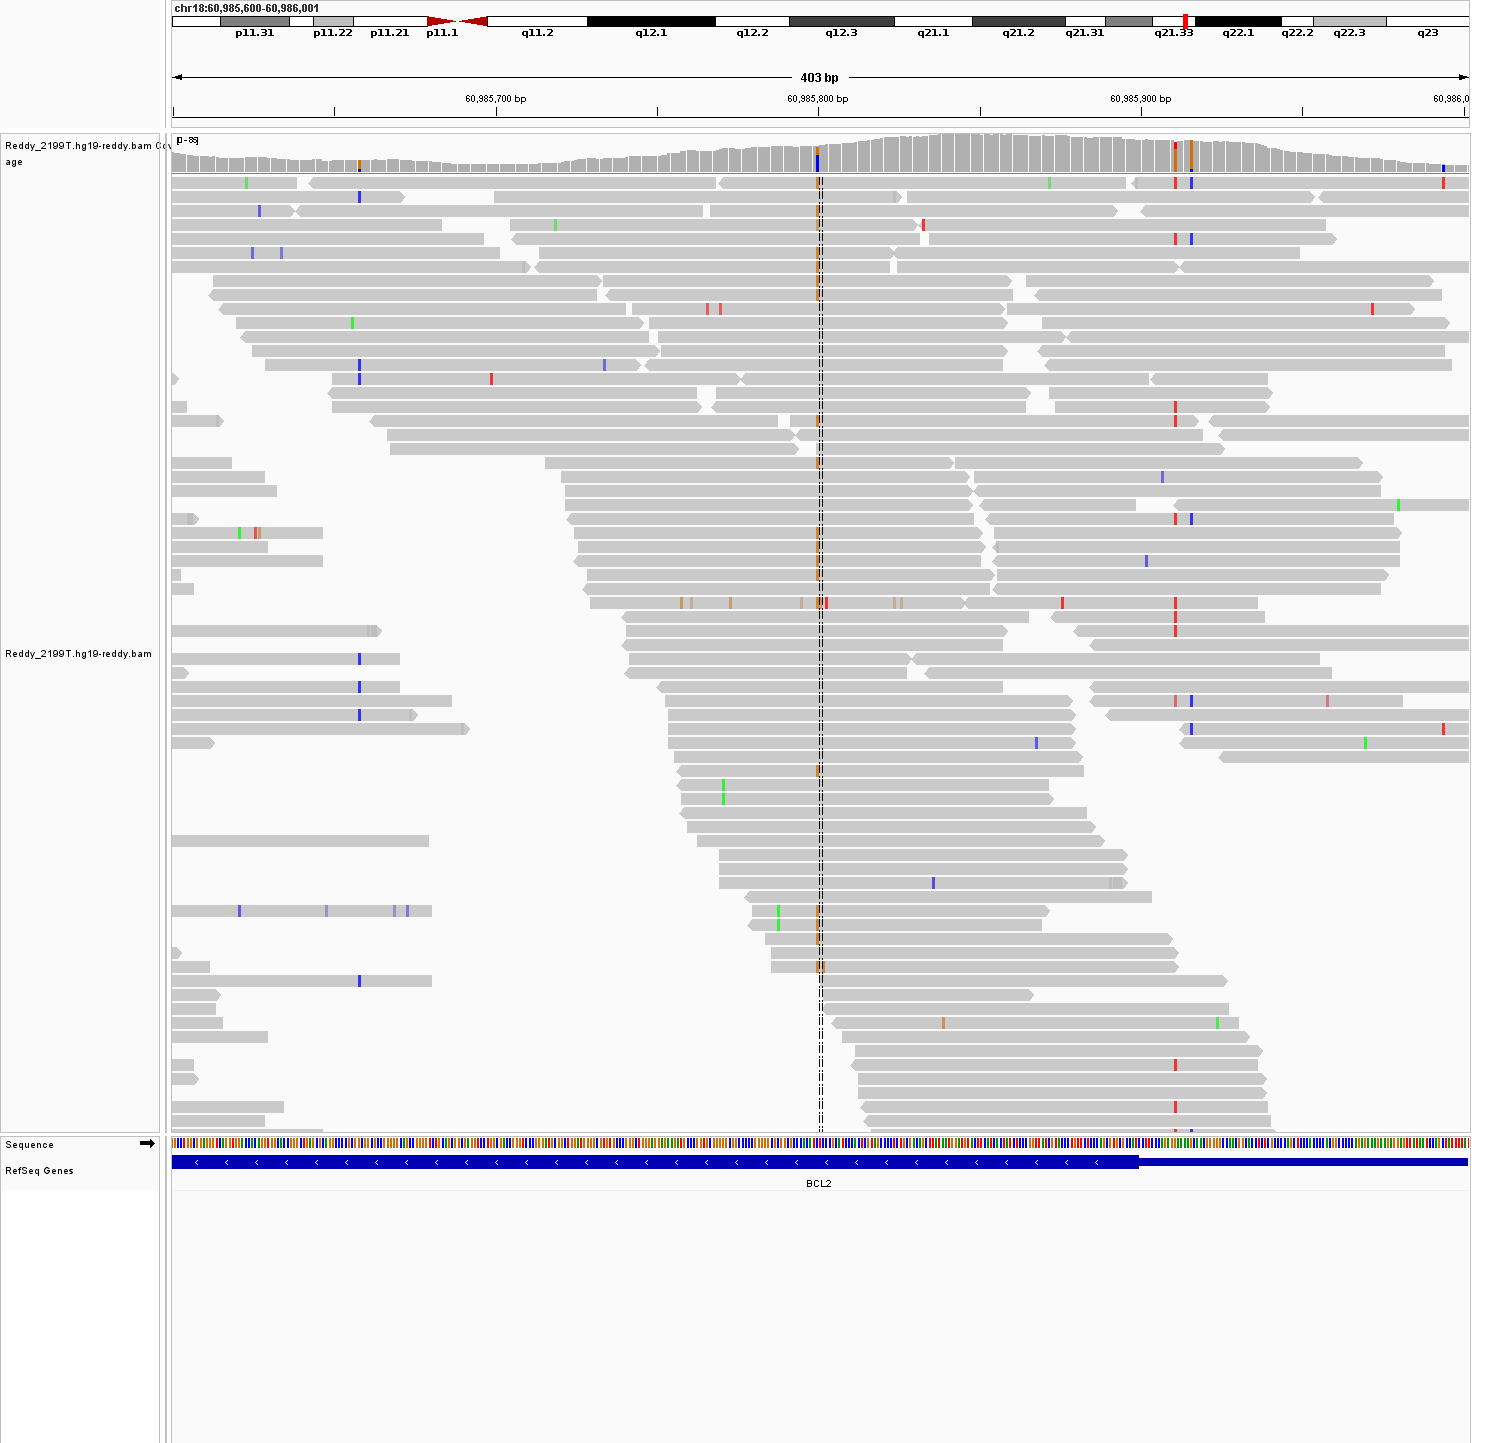 chr18:60,985,600-60,986,001
p11.31 p11.22 p11.21 p11.1 q11.2 q12.1 q12.2 q12.3 q21.1 q21.2 q21.31 q21.33 q22.1 q22.2 q22.3 q23
403 bp
60,985,700 bp 60,985,800 bp 60,985,900 bp 60,986,0
Reddy_2199T.hg19-reddy.bam Cov
age
Reddy_2199T.hg19-reddy.bam
Sequence
RefSeq Genes
BCL2